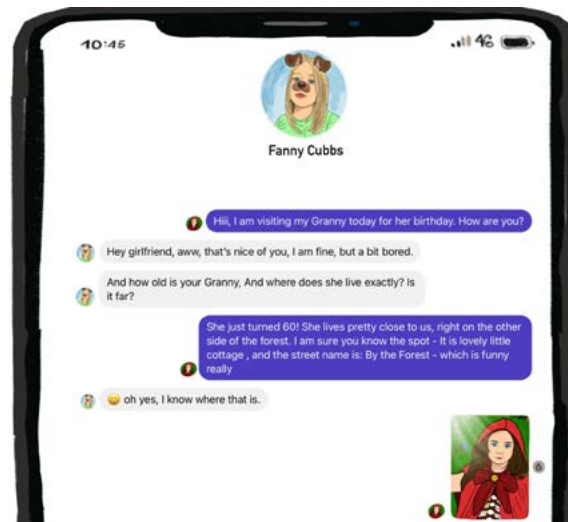 10:45
4G
Fanny Cubbs
Hiii, I am visiting my Granny today for her birthday. How are you?
Hey girlfriend, aww, that's nice of you, I am fine, but a bit bored.
And how old is your Granny, And where does she live exactly? Is
it far?
She just turned 60! She lives pretty close to us, right on the other
side of the forest. I am sure you know the spot - It is lovely little
cottage , and the street name is: By the Forest - which is funny
really
😄 oh yes, I know where that is.